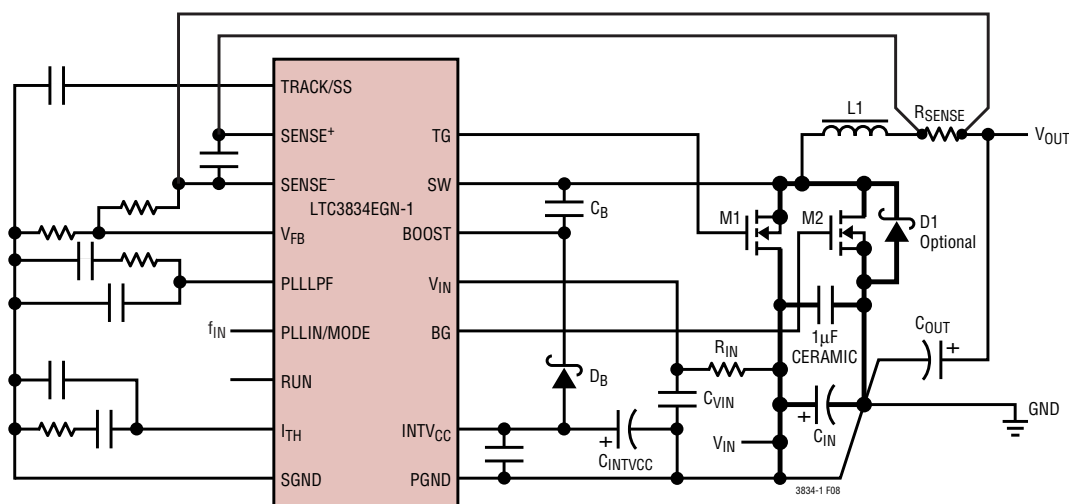 TRACK/SS
SENSE+
SENSE−
LTC3834EGN-1
VFB
PLLLPF
fIN
PLLIN/MODE
RUN
ITH
SGND
TG
SW
BOOST
VIN
BG
INTVCC
PGND
CB
DB
CINTVCC
L1
RSENSE
VOUT
M1
M2
D1
Optional
1μF
CERAMIC
COUT
+
RIN
CVIN
+
+
CIN
VIN
GND
3834-1 F08